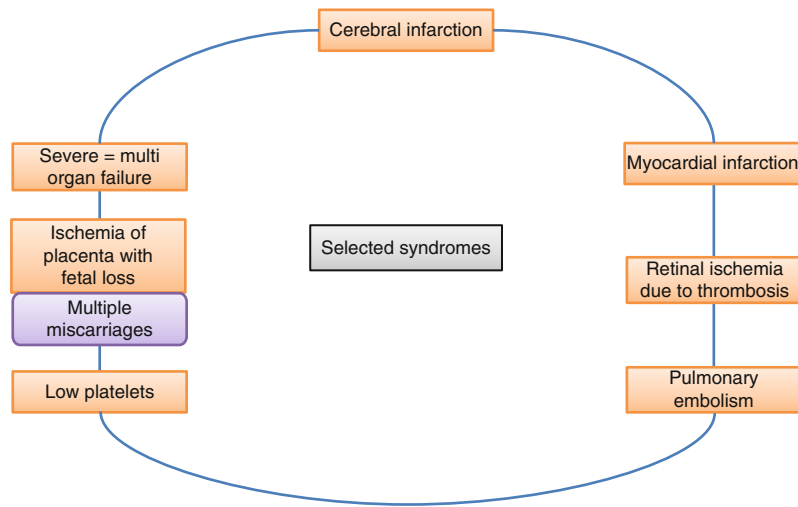 Cerebral infarction
Severe = multi
organ failure
Myocardial infarction
Ischemia of
placenta with
fetal loss
Selected syndromes
Retinal ischemia
due to thrombosis
Multiple
miscarriages
Low platelets
Pulmonary
embolism